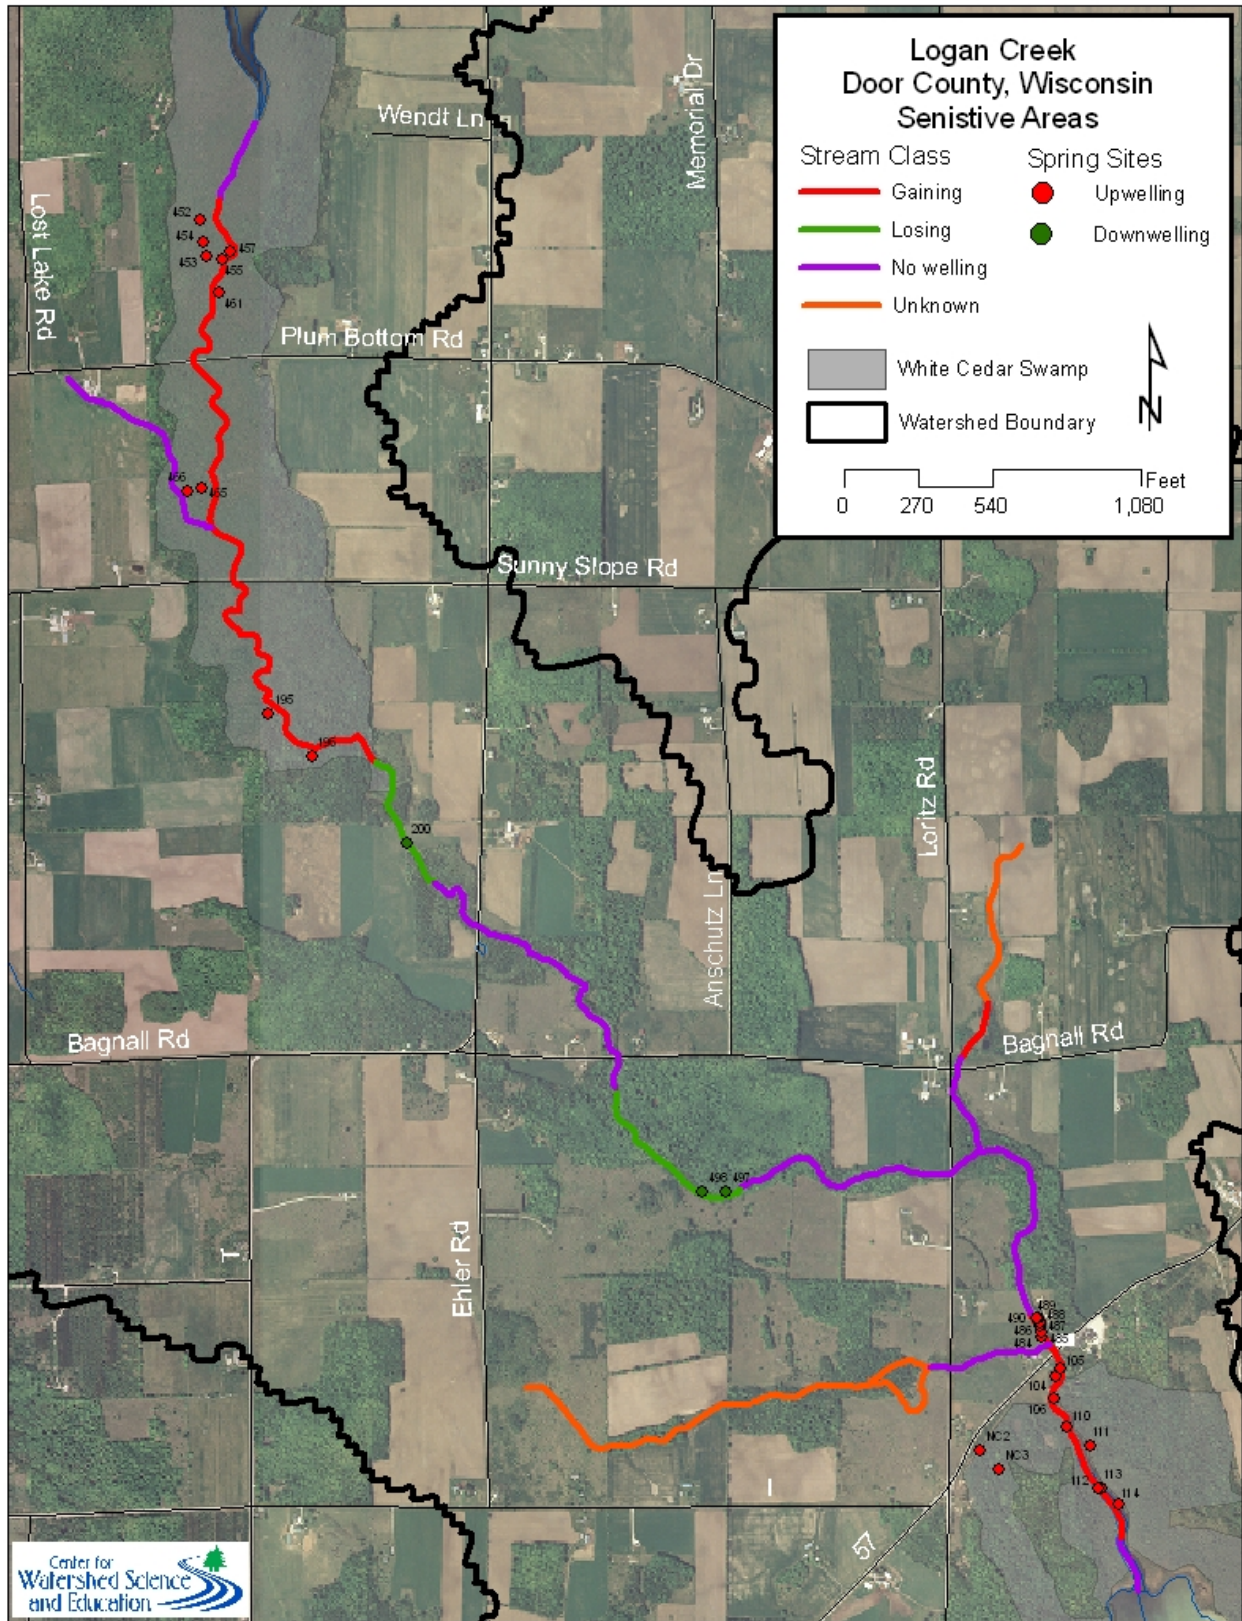 Logan Creek
Door County, Wisconsin
Senistive Areas
Stream Class
Spring Sites
Gaining
Upwelling
Losing
Downwelling
No welling
Unknown
White Cedar Swamp
Watershed Boundary
N
Feet
0 270 540 1,080
Wendt Ln
Memorial Dr
Lost Lake Rd
452
454
457
453
455
461
Plum Bottom Rd
466
465
Sunny Slope Rd
195
196
200
Loritz Rd
Anschutz Ln
Bagnall Rd
Bagnall Rd
496 497
T
Ehler Rd
489
490 488
487
486
485
484
105
104
106
110
111
NC2
NC3
113
112
114
I
57
Center for
Watershed Science
and Education